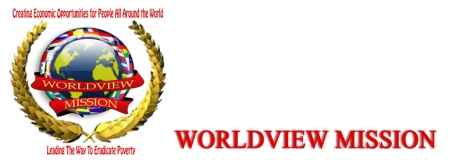 Creating Economic Opportunities for People All Around the World
WORLDVIEW
MISSION
Leading The Way To Eradicate Poverty
WORLDVIEW MISSION